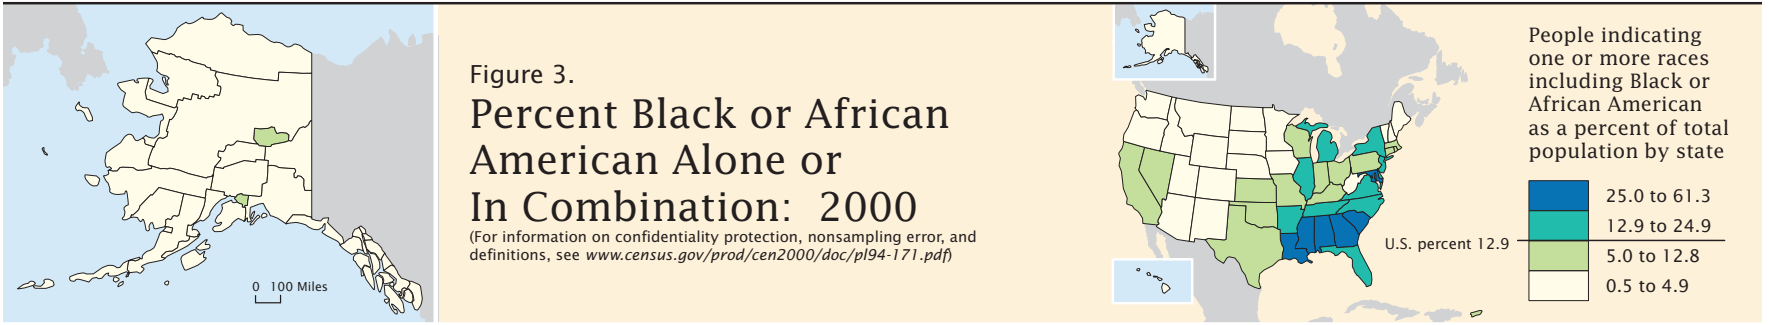 Figure 3.
Percent Black or African
American Alone or
In Combination: 2000
(For information on confidentiality protection, nonsampling error, and
definitions, see www.census.gov/prod/cen2000/doc/pl94-171.pdf)
0 100 Miles
People indicating
one or more races
including Black or
African American
as a percent of total
population by state
25.0 to 61.3
12.9 to 24.9
U.S. percent 12.9
5.0 to 12.8
0.5 to 4.9